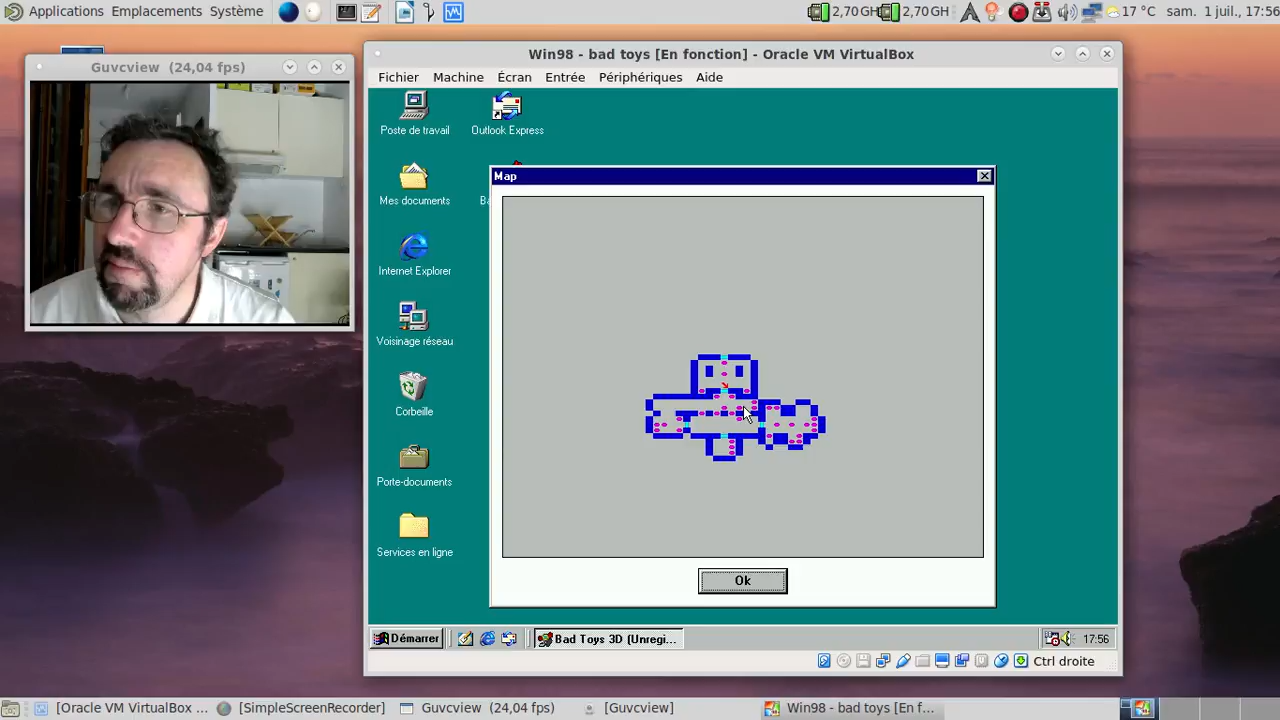 Applications Emplacements Système 2,70 GH 2,70 GH 17 °C sam. 1 juil., 17:56
Guvcview (24,04 fps)
Win98 - bad toys [En fonction] - Oracle VM VirtualBox
Fichier Machine Écran Entrée Périphériques Aide
Poste de travail
Outlook Express
Mes documents
Ba
Internet Explorer
Voisinage réseau
Corbeille
Porte-documents
Services en ligne
Map
Ok
Démarrer Bad Toys 3D (Unregi... 17:56
Ctrl droite
[Oracle VM VirtualBox ... [SimpleScreenRecorder] Guvcview (24,04 fps) [Guvcview] Win98 - bad toys [En f...